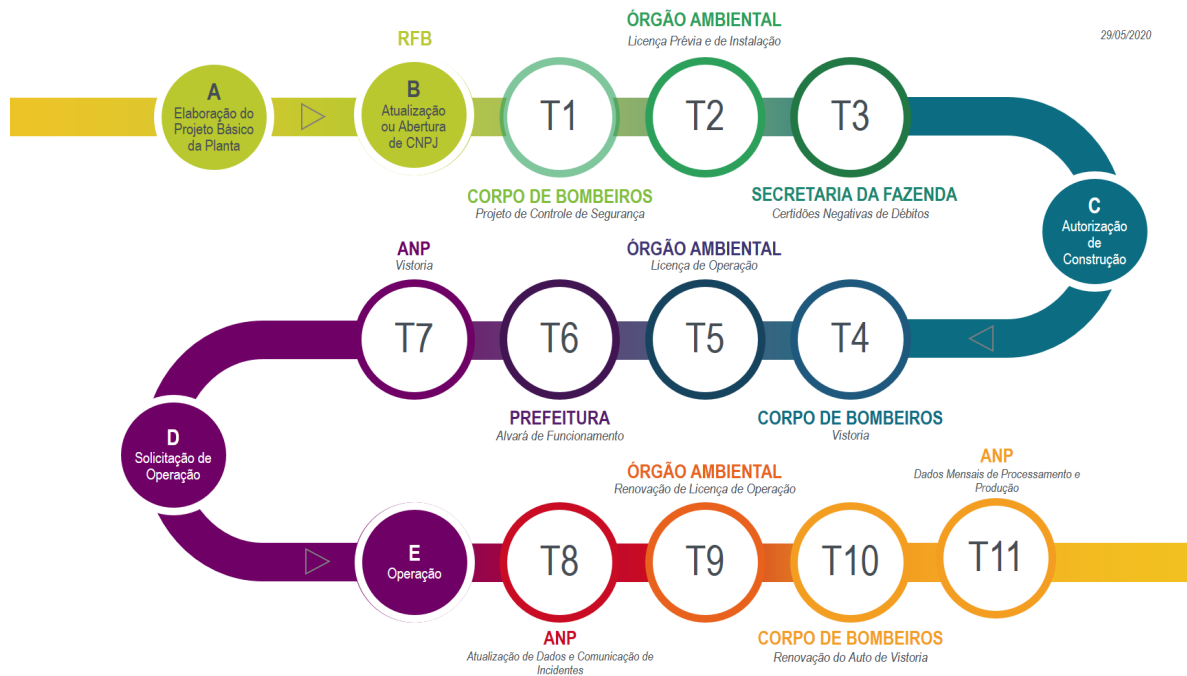 29/05/2020
RFB
ÓRGÃO AMBIENTAL
Licença Prévia e de Instalação
A
Elaboração do
Projeto Básico
da Planta
B
Atualização
ou Abertura
de CNPJ
T1
T2
T3
CORPO DE BOMBEIROS
Projeto de Controle de Segurança
SECRETARIA DA FAZENDA
Certidões Negativas de Débitos
C
Autorização
de
Construção
ANP
Vistoria
ÓRGÃO AMBIENTAL
Licença de Operação
T7
T6
T5
T4
PREFEITURA
Alvará de Funcionamento
CORPO DE BOMBEIROS
Vistoria
D
Solicitação de
Operação
ÓRGÃO AMBIENTAL
Renovação de Licença de Operação
ANP
Dados Mensais de Processamento e
Produção
E
Operação
T8
T9
T10
T11
ANP
Atualização de Dados e Comunicação de
Incidentes
CORPO DE BOMBEIROS
Renovação do Auto de Vistoria